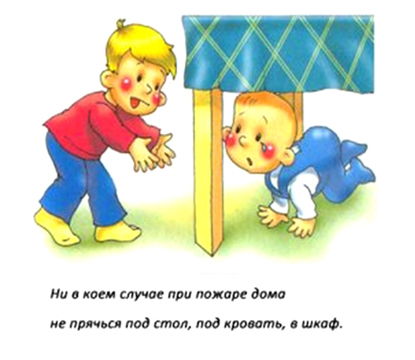 Ни в коем случае при пожаре дома
не прячься под стол, под кровать, в шкаф.